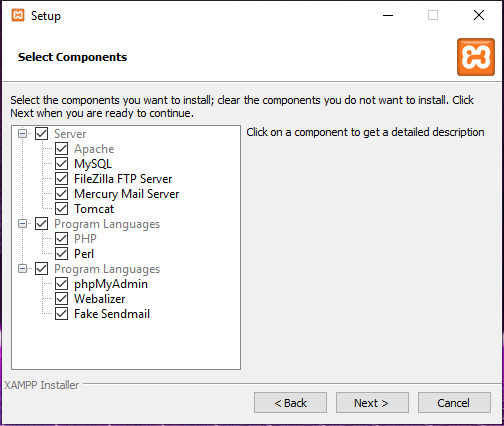 Setup
Select Components
Select the components you want to install; clear the components you do not want to install. Click
Next when you are ready to continue.
Server
Apache
MySQL
FileZilla FTP Server
Mercury Mail Server
Tomcat
Program Languages
PHP
Perl
Program Languages
phpMyAdmin
Webalizer
Fake Sendmail
Click on a component to get a detailed description
XAMPP Installer
< Back
Next >
Cancel